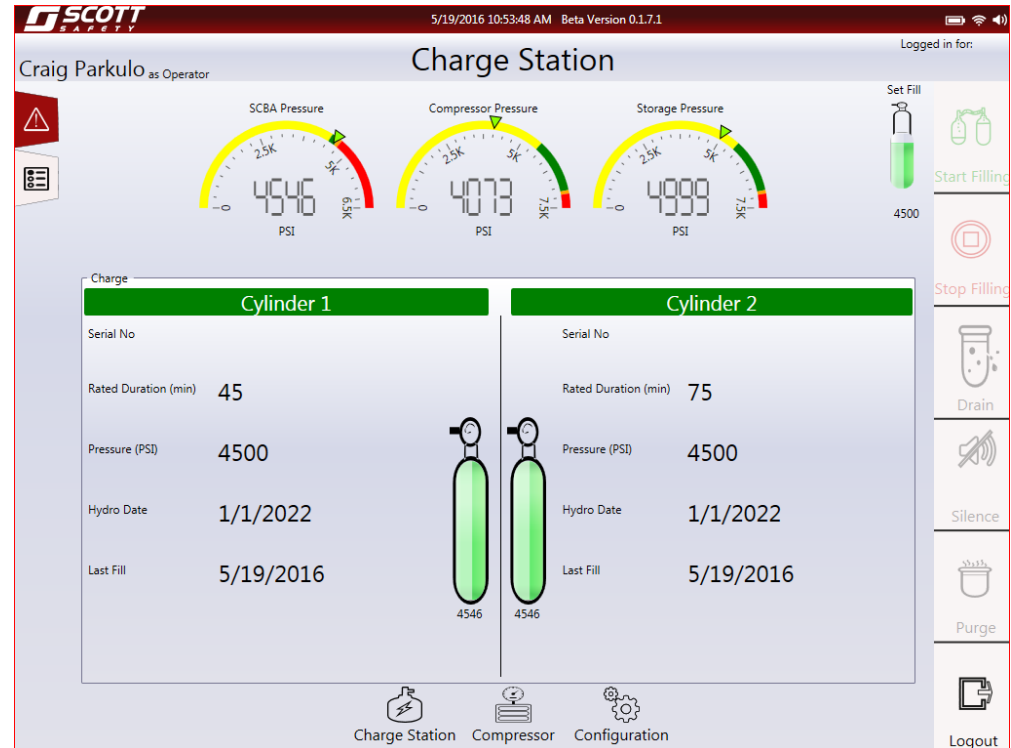 SCOTT
SAFETY
5/19/2016 10:53:48 AM Beta Version 0.1.7.1
Logged in for:
Craig Parkulo as Operator
Charge Station
Set Fill
4500
SCBA Pressure
0
2.5K
5K
6.5K
4546
PSI
Compressor Pressure
0
2.5K
5K
7.5K
4073
PSI
Storage Pressure
0
2.5K
5K
7.5K
4999
PSI
Start Filling
Stop Filling
Drain
Silence
Purge
Logout
Charge
Cylinder 1
Serial No
Rated Duration (min) 45
Pressure (PSI) 4500
Hydro Date 1/1/2022
Last Fill 5/19/2016
4546
Cylinder 2
Serial No
Rated Duration (min) 75
Pressure (PSI) 4500
Hydro Date 1/1/2022
Last Fill 5/19/2016
4546
Charge Station
Compressor
Configuration